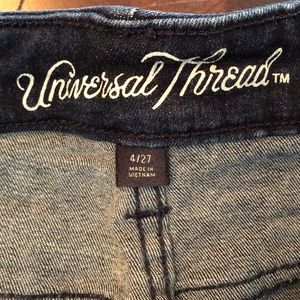 Universal Thread™
4/27
MADE IN
VIETNAM